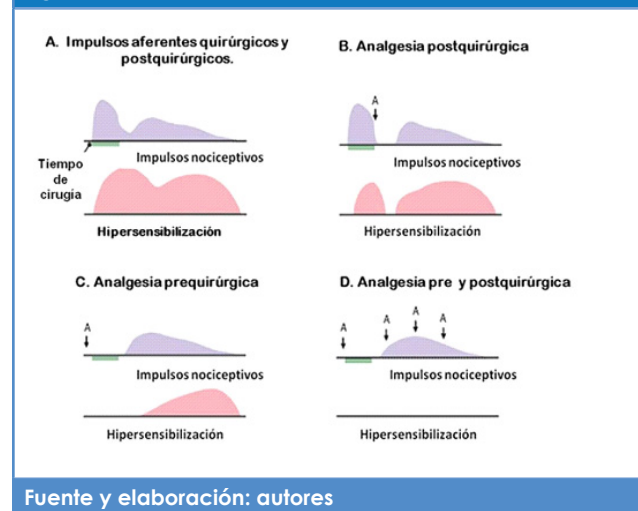 A. Impulsos aferentes quirúrgicos y
postquirúrgicos.
Tiempo
de
cirugía
Impulsos nociceptivos
Hipersensibilización
B. Analgesia postquirúrgica
A
Impulsos nociceptivos
Hipersensibilización
C. Analgesia prequirúrgica
A
Impulsos nociceptivos
Hipersensibilización
D. Analgesia pre y postquirúrgica
A
A
A
A
Impulsos nociceptivos
Hipersensibilización
Fuente y elaboración: autores